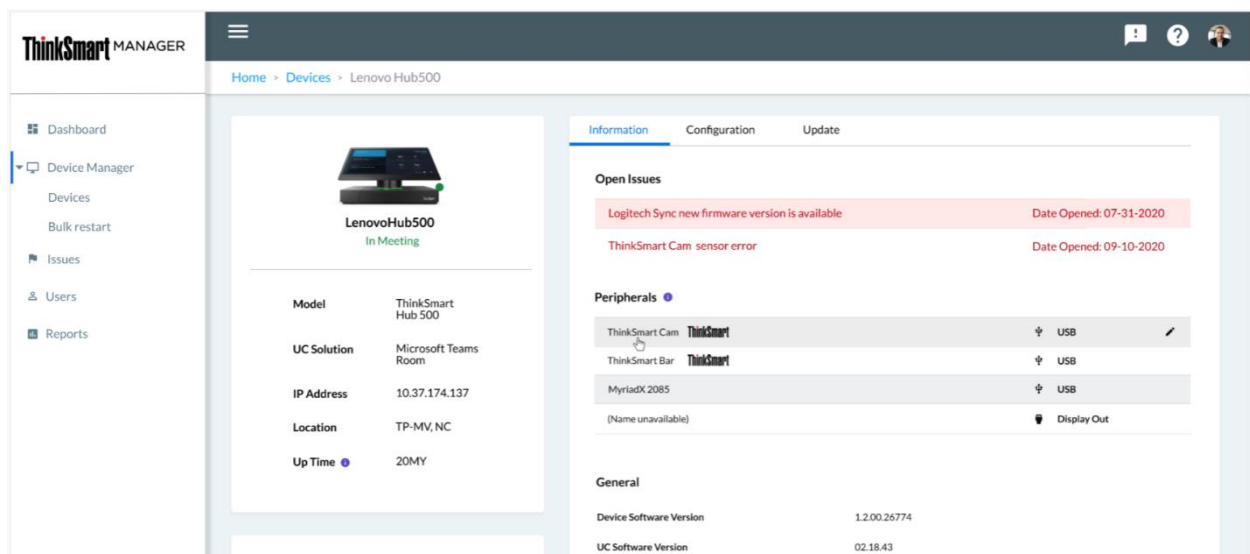 ThinkSmart MANAGER
Home > Devices > Lenovo Hub500
Dashboard
Device Manager
Devices
Bulk restart
Issues
Users
Reports
LenovoHub500
In Meeting
Model ThinkSmart
Hub 500
UC Solution Microsoft Teams
Room
IP Address 10.37.174.137
Location TP-MV, NC
Up Time 20MY
Information Configuration Update
Open Issues
Logitech Sync new firmware version is available Date Opened: 07-31-2020
ThinkSmart Cam sensor error Date Opened: 09-10-2020
Peripherals
ThinkSmart Cam ThinkSmart USB
ThinkSmart Bar ThinkSmart USB
MyriadX 2085 USB
(Name unavailable) Display Out
General
Device Software Version 1.2.00.26774
UC Software Version 02.18.43